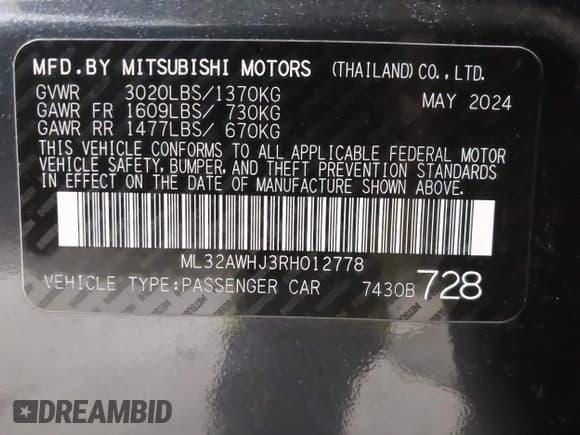 MFD.BY MITSUBISHI MOTORS (THAILAND)CO.,LTD.
GVWR 3020LBS/1370KG MAY 2024
GAWR FR 1609LBS/ 730KG
GAWR RR 1477LBS/ 670KG
THIS VEHICLE CONFORMS TO ALL APPLICABLE FEDERAL MOTOR
VEHICLE SAFETY, BUMPER, AND THEFT PREVENTION STANDARDS
IN EFFECT ON THE DATE OF MANUFACTURE SHOWN ABOVE.
ML32AWHJ3RH012778
VEHICLE TYPE:PASSENGER CAR 7430B 728
DREAMBID